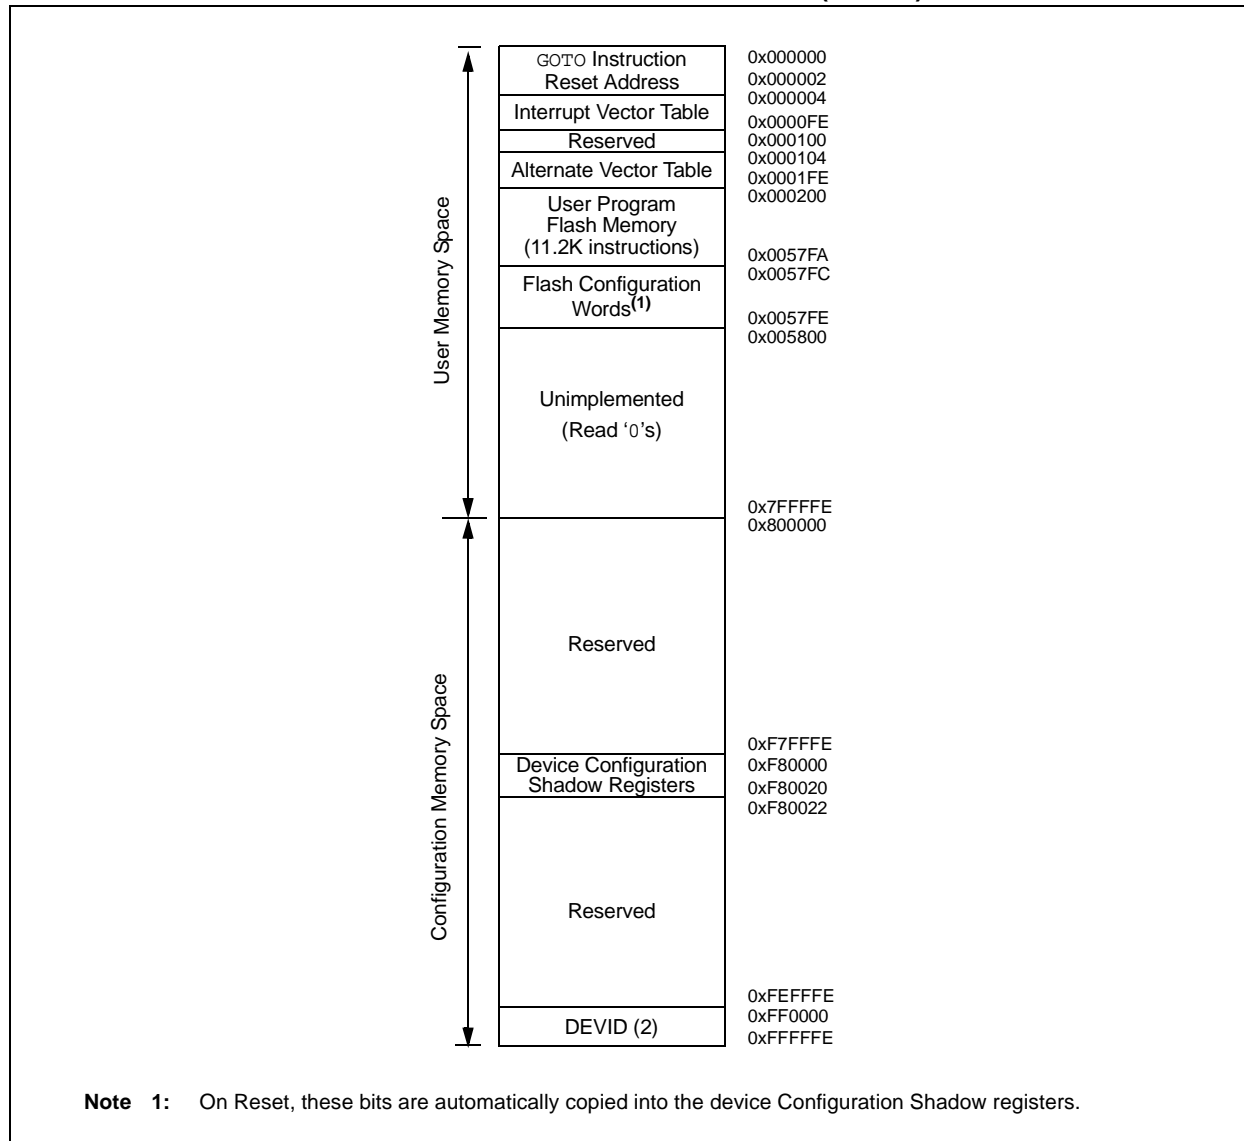 GOTO Instruction
Reset Address
0x000000
0x000002
Interrupt Vector Table
0x000004
0x0000FE
Reserved
0x000100
Alternate Vector Table
0x000104
0x0001FE
User Program
Flash Memory
(11.2K instructions)
0x000200
0x0057FA
Flash Configuration
Words(1)
0x0057FC
0x0057FE
Unimplemented
(Read ‘0’s)
0x005800
0x7FFFFE
User Memory Space
Reserved
0x800000
0xF7FFFE
Device Configuration
Shadow Registers
0xF80000
0xF80020
Reserved
0xF80022
0xFEFFFE
DEVID (2)
0xFF0000
0xFFFFFE
Configuration Memory Space
Note 1: On Reset, these bits are automatically copied into the device Configuration Shadow registers.